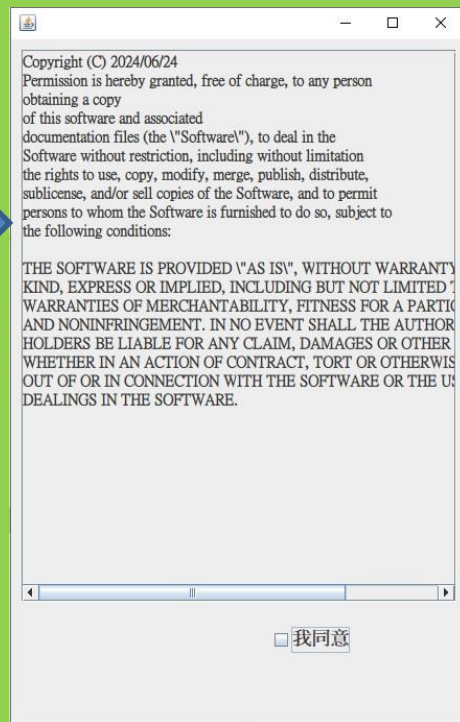 Copyright (C) 2024/06/24
Permission is hereby granted, free of charge, to any person
obtaining a copy
of this software and associated
documentation files (the \"Software\"), to deal in the
Software without restriction, including without limitation
the rights to use, copy, modify, merge, publish, distribute,
sublicense, and/or sell copies of the Software, and to permit
persons to whom the Software is furnished to do so, subject to
the following conditions:
THE SOFTWARE IS PROVIDED \"AS IS\", WITHOUT WARRANTY
KIND, EXPRESS OR IMPLIED, INCLUDING BUT NOT LIMITED
WARRANTIES OF MERCHANTABILITY, FITNESS FOR A
AND NONINFRINGEMENT. IN NO EVENT SHALL THE AUTHOR
HOLDERS BE LIABLE FOR ANY CLAIM, DAMAGES OR OTHER
WHETHER IN AN ACTION OF CONTRACT, TORT OR
OUT OF OR IN CONNECTION WITH THE SOFTWARE OR THE
DEALINGS IN THE SOFTWARE.
我同意